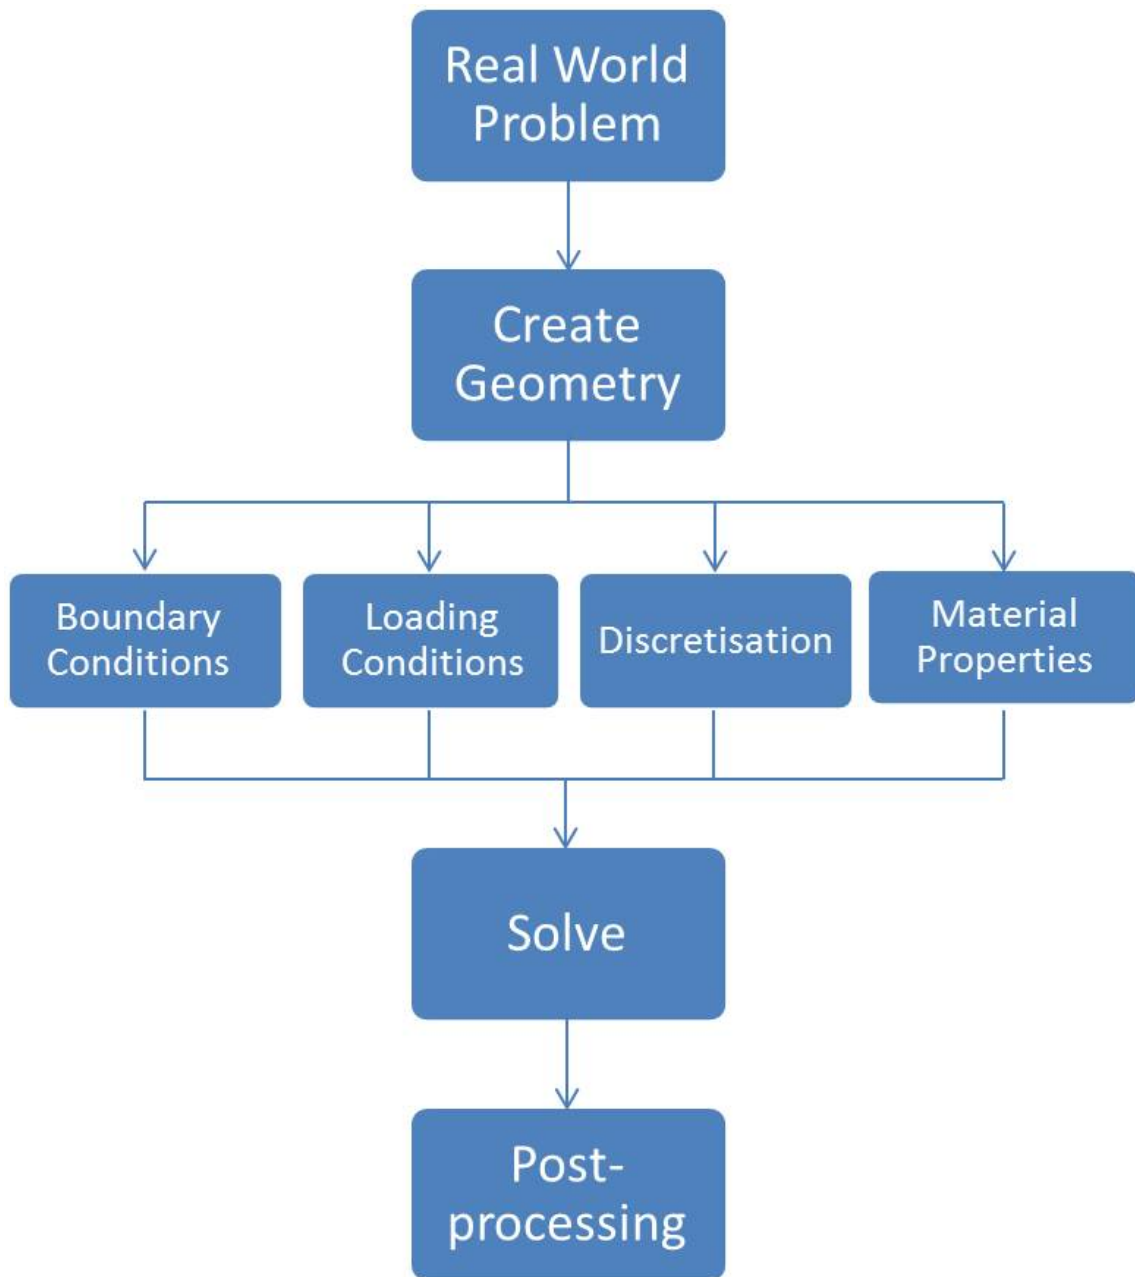 Real World
Problem
Create
Geometry
Boundary
Conditions
Loading
Conditions
Discretisation
Material
Properties
Solve
Post-
processing